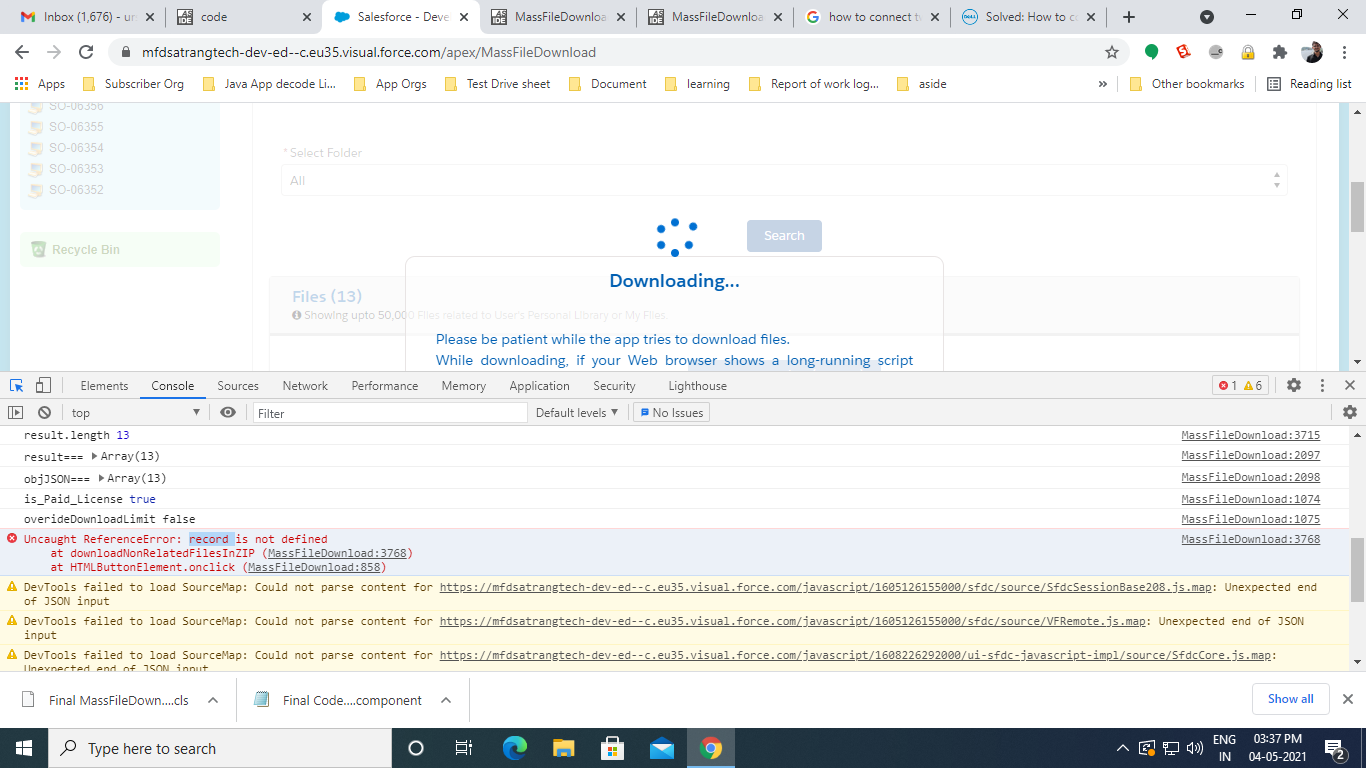 Inbox (1,676) - ur
code
Salesforce - Deve
MassFileDownloa
MassFileDownloa
how to connect tw
DELL
Solved: How to co
mfdsatrangtech-dev-ed--c.eu35.visual.force.com/apex/MassFileDownload
Apps
Subscriber Org
Java App decode Li...
App Orgs
Test Drive sheet
Document
learning
Report of work log...
aside
»
Other bookmarks
Reading list
SO-06356
SO-06355
SO-06354
SO-06353
SO-06352
Recycle Bin
*Select Folder
All
Search
Files (13)
Showing upto 50,000 Files related to User's Personal Library or My Files.
Downloading...
Please be patient while the app tries to download files.
While downloading, if your Web browser shows a long-running script
Elements
Console
Sources
Network
Performance
Memory
Application
Security
Lighthouse
1
6
top
Filter
Default levels
No Issues
result.length 13
MassFileDownload:3715
result=== Array(13)
MassFileDownload:2097
objJSON=== Array(13)
MassFileDownload:2098
is_Paid_License true
MassFileDownload:1074
overideDownloadLimit false
MassFileDownload:1075
Uncaught ReferenceError: record is not defined
MassFileDownload:3768
at downloadNonRelatedFilesInZIP (MassFileDownload:3768)
at HTMLButtonElement.onclick (MassFileDownload:858)
DevTools failed to load SourceMap: Could not parse content for https://mfdsatrangtech-dev-ed--c.eu35.visual.force.com/javascript/1605126155000/sfdc/source/SfdcSessionBase208.js.map: Unexpected end
of JSON input
DevTools failed to load SourceMap: Could not parse content for https://mfdsatrangtech-dev-ed--c.eu35.visual.force.com/javascript/1605126155000/sfdc/source/VFRemote.js.map: Unexpected end of JSON
input
DevTools failed to load SourceMap: Could not parse content for https://mfdsatrangtech-dev-ed--c.eu35.visual.force.com/javascript/1608226292000/ui-sfdc-javascript-impl/source/SfdcCore.js.map:
Unexpected end of JSON input
Final MassFileDown....cls
Final Code....component
Show all
Type here to search
ENG
IN
03:37 PM
04-05-2021
2